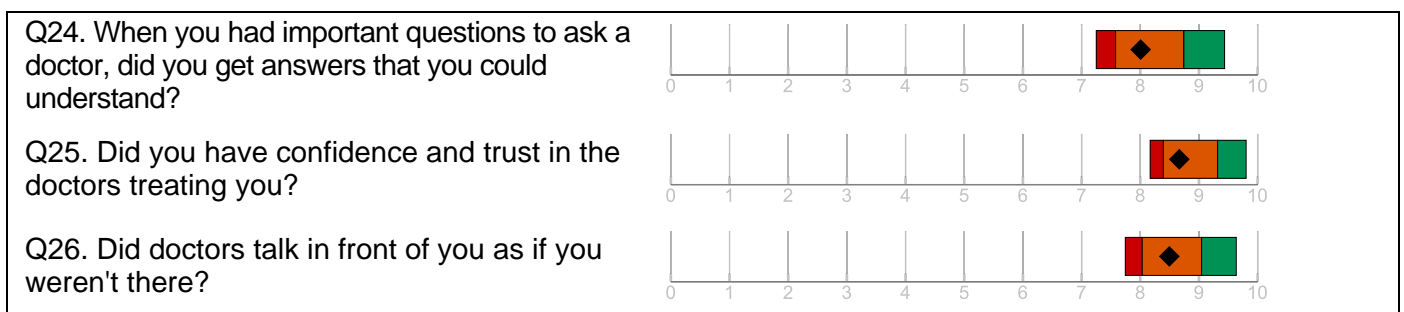 Q24. When you had important questions to ask a
doctor, did you get answers that you could
understand?
0 1 2 3 4 5 6 7 8 9 10
Q25. Did you have confidence and trust in the
doctors treating you?
0 1 2 3 4 5 6 7 8 9 10
Q26. Did doctors talk in front of you as if you
weren't there?
0 1 2 3 4 5 6 7 8 9 10